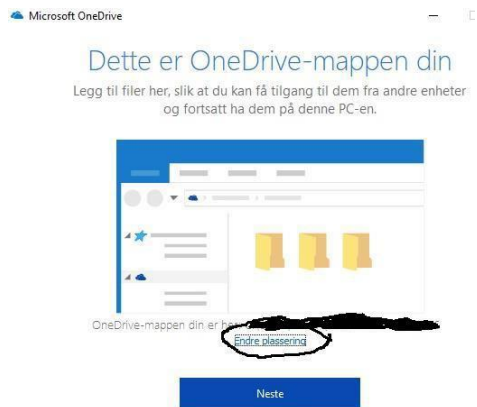 Microsoft OneDrive
Dette er OneDrive-mappen din
Legg til filer her, slik at du kan få tilgang til dem fra andre enheter
og fortsatt ha dem på denne PC-en.
OneDrive-mappen din er
Endre plassering
Neste